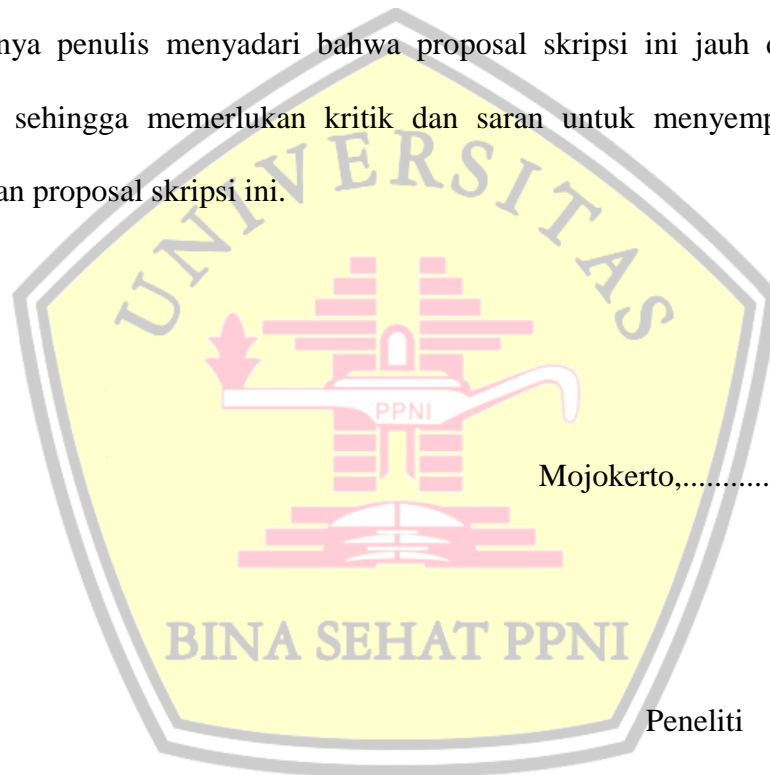 nya penulis menyadari bahwa proposal skripsi ini jauh
sehingga memerlukan kritik dan saran untuk menyemp
an proposal skripsi ini.
UNIVERSITAS
PPNI
Mojokerto,...........
BINA SEHAT PPNI
Peneliti